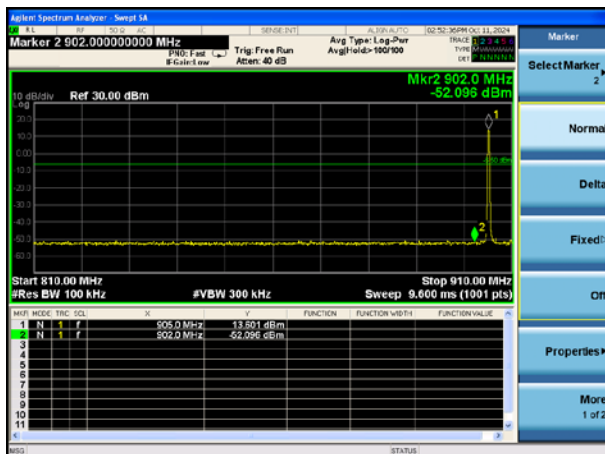 Agilent Spectrum Analyzer - Swept SA
RL RF 50 Ω AC SENSE:INT ALIGN AUTO 02:52:36PM Oct 11, 2024
Marker 2 902.000000000 MHz
PNO: Fast
IFGain:Low
Trig: Free Run
Atten: 40 dB
Avg Type: Log-Pwr
Avg|Hold>100/100
TRACE 1 2 3 4 5 6
TYPE
DET P N N N N N
Mkr2 902.0 MHz
-52.096 dBm
10 dB/div Ref 30.00 dBm
Log
20.0
10.0
0.00
-10.0
-20.0
-30.0
-40.0
-50.0
-60.0
1
2
Start 810.00 MHz Stop 910.00 MHz
#Res BW 100 kHz #VBW 300 kHz Sweep 9.600 ms (1001 pts)
MKR MODE TRC SCL X Y FUNCTION FUNCTION WIDTH FUNCTION VALUE
1 N 1 f 905.0 MHz 13.601 dBm
2 N 1 f 902.0 MHz -52.096 dBm
3
4
5
6
7
8
9
10
11
MSG STATUS
Marker
Select Marker
2
Normal
Delta
Fixed
Off
Properties
More
1 of 2